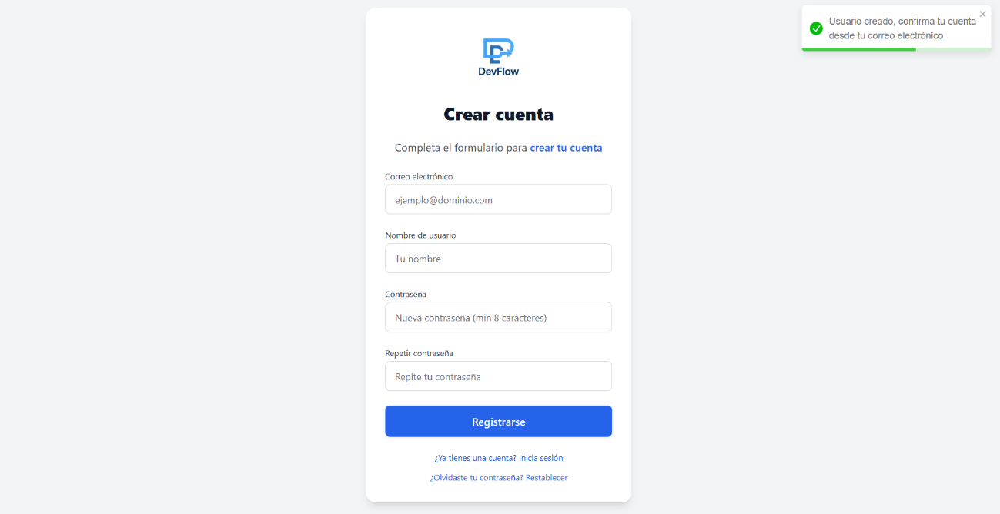 Usuario creado, confirma tu cuenta
desde tu correo electrónico
DevFlow
Crear cuenta
Completa el formulario para crear tu cuenta
Correo electrónico
ejemplo@dominio.com
Nombre de usuario
Tu nombre
Contraseña
Nueva contraseña (min 8 caracteres)
Repetir contraseña
Repite tu contraseña
Registrarse
¿Ya tienes una cuenta? Inicia sesión
¿Olvidaste tu contraseña? Restablecer